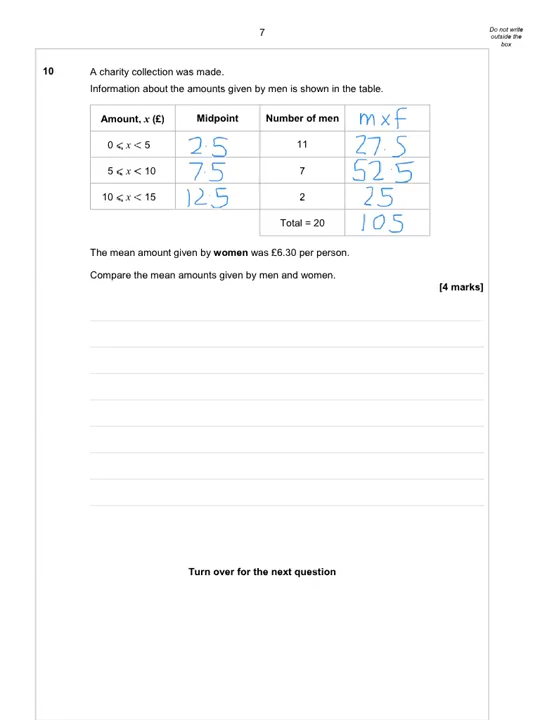 7
Do not write
outside the
box
10 A charity collection was made.
Information about the amounts given by men is shown in the table.
Amount, x (£) Midpoint Number of men m x f
0 ⩽ x < 5 2.5 11 27.5
5 ⩽ x < 10 7.5 7 52.5
10 ⩽ x < 15 12.5 2 25
Total = 20 105
The mean amount given by women was £6.30 per person.
Compare the mean amounts given by men and women.
[4 marks]
Turn over for the next question